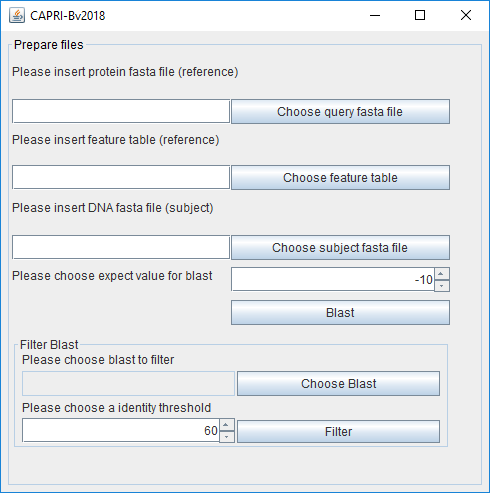 CAPRI-Bv2018
Prepare files
Please insert protein fasta file (reference)
Choose query fasta file
Please insert feature table (reference)
Choose feature table
Please insert DNA fasta file (subject)
Choose subject fasta file
Please choose expect value for blast
-10
Blast
Filter Blast
Please choose blast to filter
Choose Blast
Please choose a identity threshold
60
Filter